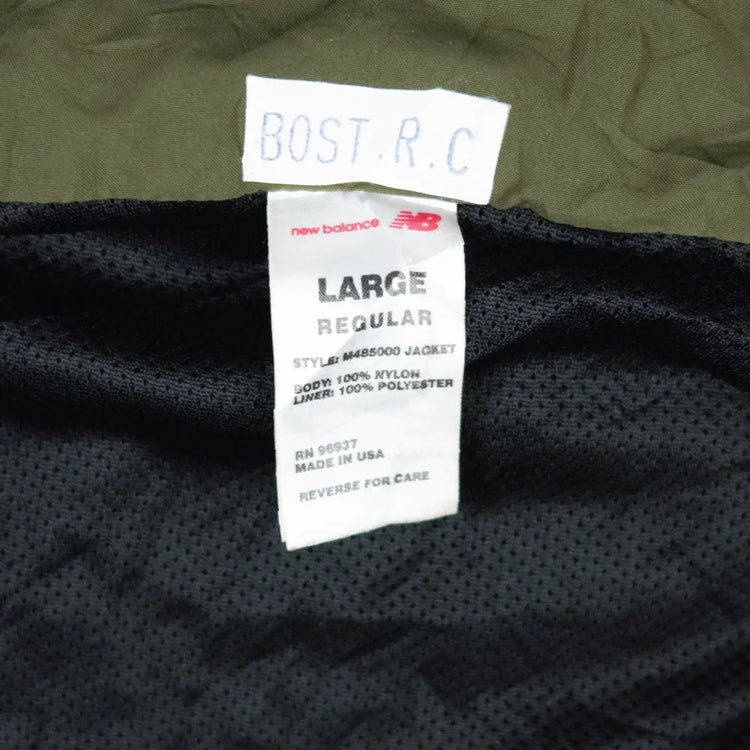 BOST.R.C
new balance NB
LARGE
REGULAR
STYLE: M485000 JACKET
BODY: 100% NYLON
LINER: 100% POLYESTER
RN 96937
MADE IN USA
REVERSE FOR CARE